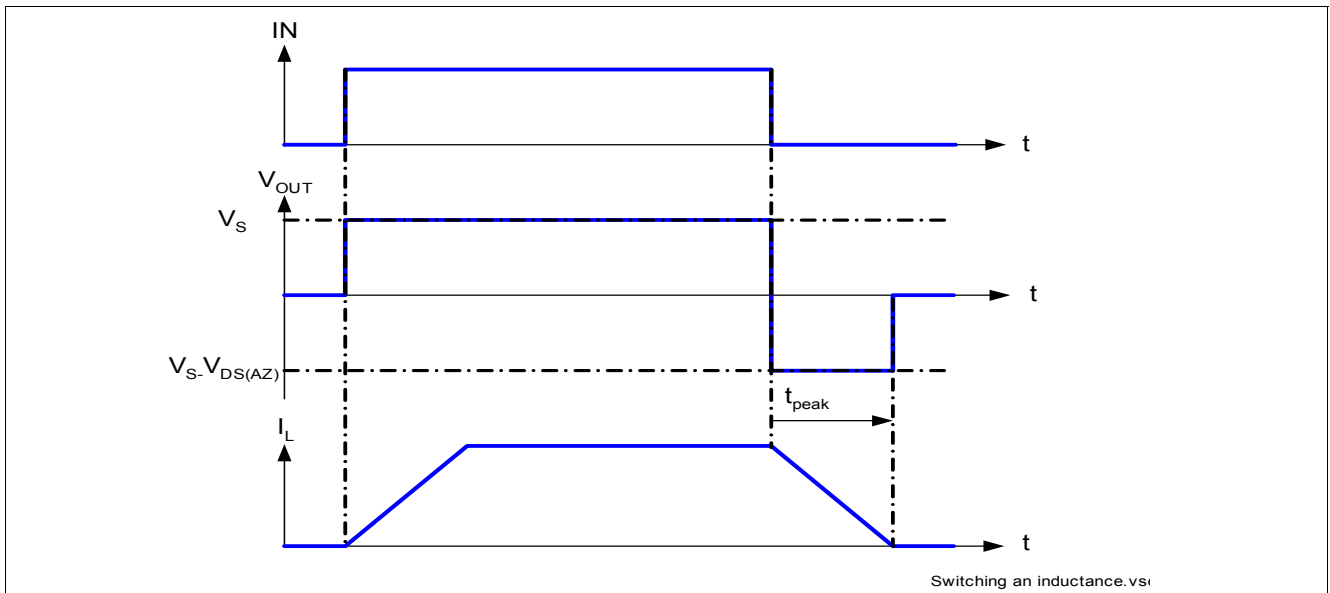 IN
t
V_OUT
V_S
t
V_S-V_DS(AZ)
t_peak
I_L
t
Switching an inductance.vs